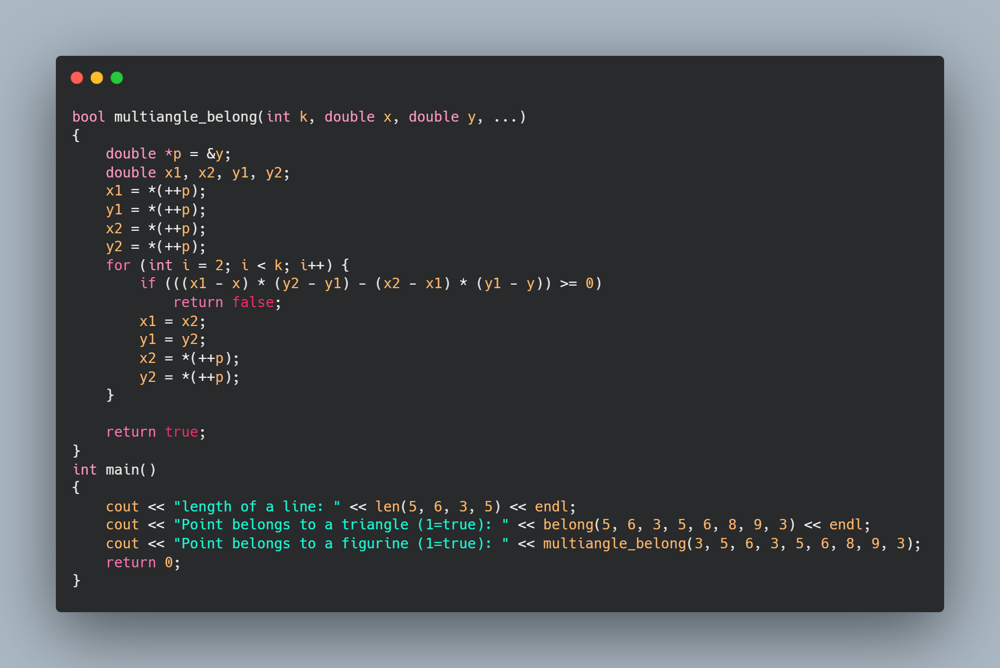 bool multiangle_belong(int k, double x, double y, ...)
{
    double *p = &y;
    double x1, x2, y1, y2;
    x1 = *(++p);
    y1 = *(++p);
    x2 = *(++p);
    y2 = *(++p);
    for (int i = 2; i < k; i++) {
        if (((x1 - x) * (y2 - y1) - (x2 - x1) * (y1 - y)) >= 0)
            return false;
        x1 = x2;
        y1 = y2;
        x2 = *(++p);
        y2 = *(++p);
    }

    return true;
}
int main()
{
    cout << "length of a line: " << len(5, 6, 3, 5) << endl;
    cout << "Point belongs to a triangle (1=true): " << belong(5, 6, 3, 5, 6, 8, 9, 3) << endl;
    cout << "Point belongs to a figurine (1=true): " << multiangle_belong(3, 5, 6, 3, 5, 6, 8, 9, 3);
    return 0;
}